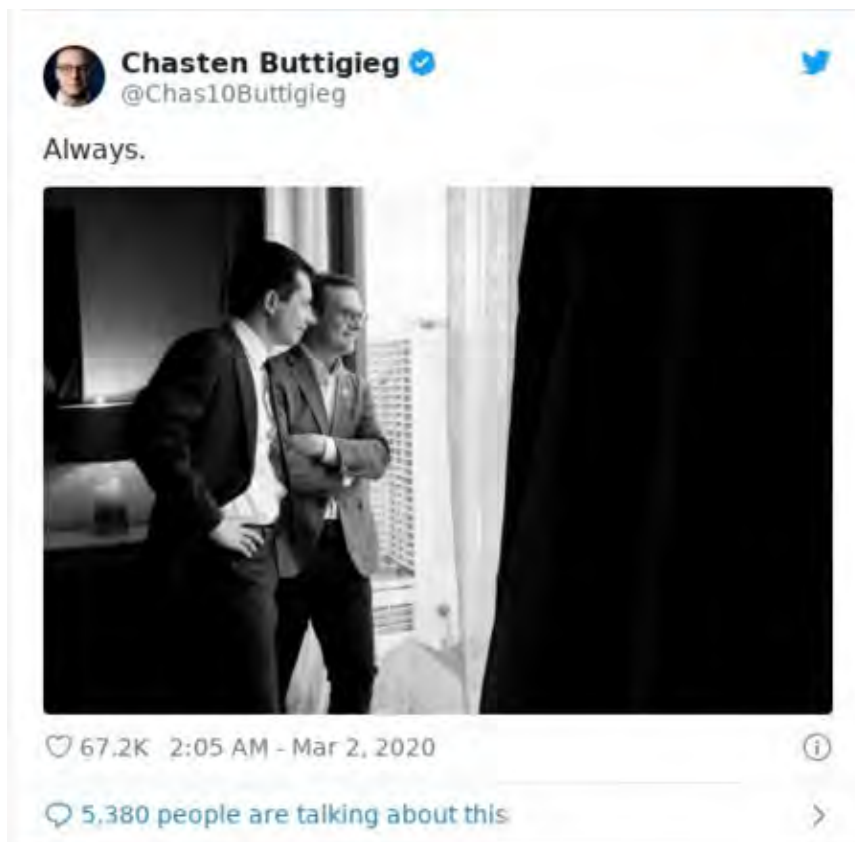 Chasten Buttigieg
@Chas10Buttigieg
Always.
67.2K 2:05 AM - Mar 2, 2020
5,380 people are talking about this